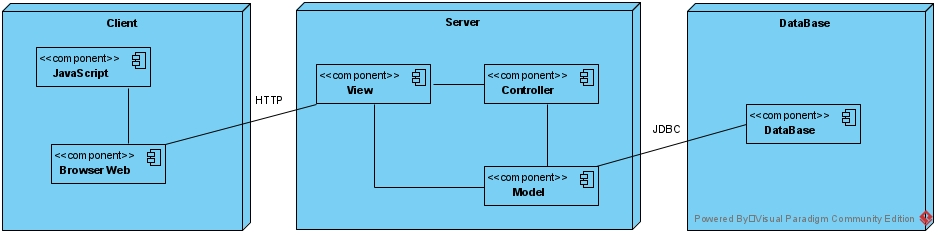 Client
<<component>>
JavaScript
<<component>>
Browser Web
HTTP
Server
<<component>>
View
<<component>>
Controller
<<component>>
Model
JDBC
DataBase
<<component>>
DataBase
Powered By□Visual Paradigm Community Edition